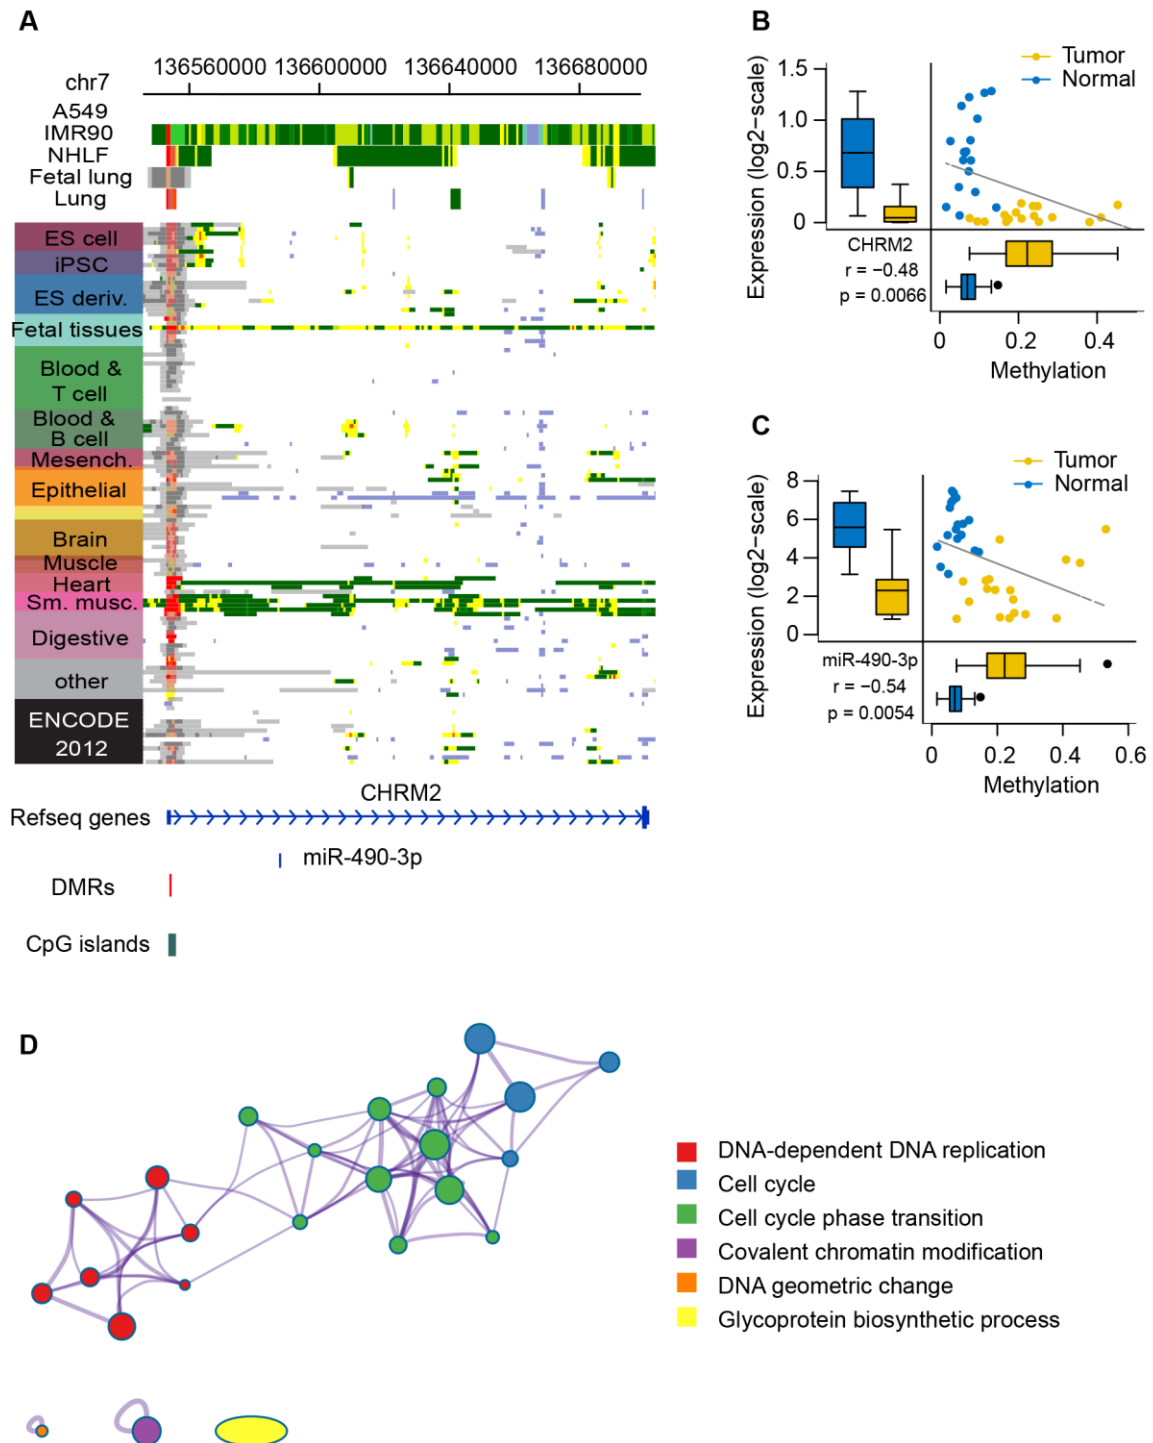 A
chr7
136560000 136600000 136640000 136680000
A549
IMR90
NHLF
Fetal lung
Lung
ES cell
iPSC
ES deriv.
Fetal tissues
Blood &
T cell
Blood &
B cell
Mesench.
Epithelial
Brain
Muscle
Heart
Sm. musc.
Digestive
other
ENCODE
2012
CHRM2
Refseq genes
miR-490-3p
DMRs
CpG islands
B
Tumor
Normal
Expression (log2−scale)
1.5
1.0
0.5
0
CHRM2
r = −0.48
p = 0.0066
0 0.2 0.4
Methylation
C
Tumor
Normal
Expression (log2−scale)
8
6
4
2
0
miR-490-3p
r = −0.54
p = 0.0054
0 0.2 0.4 0.6
Methylation
D
DNA-dependent DNA replication
Cell cycle
Cell cycle phase transition
Covalent chromatin modification
DNA geometric change
Glycoprotein biosynthetic process